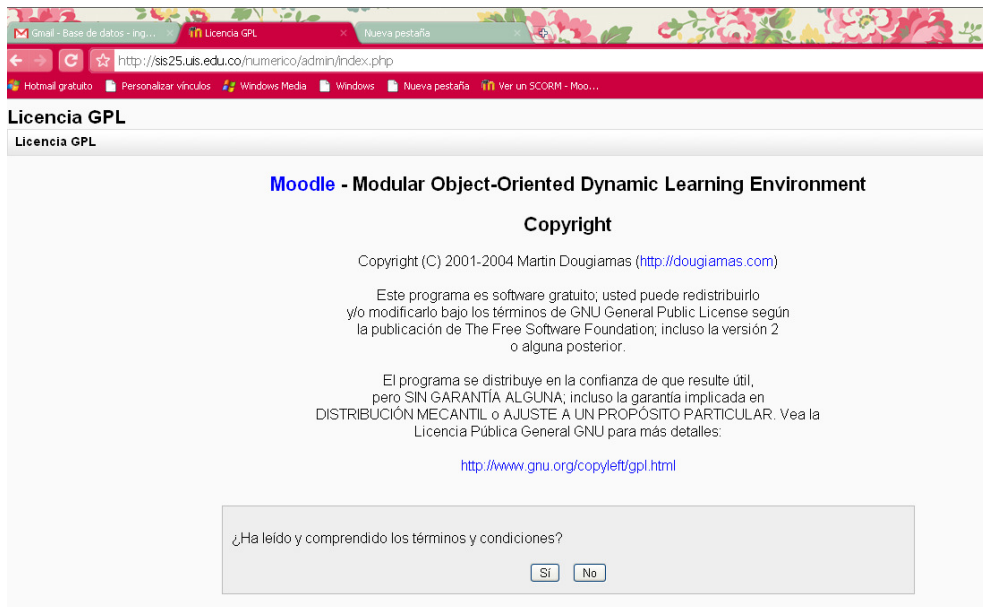 Gmail - Base de datos - ing...
Licencia GPL
Nueva pestaña
http://sis25.uis.edu.co/numerico/admin/index.php
Hotmail gratuito Personalizar vínculos Windows Media Windows Nueva pestaña Ver un SCORM - Moo...
Licencia GPL
Licencia GPL
Moodle - Modular Object-Oriented Dynamic Learning Environment
Copyright
Copyright (C) 2001-2004 Martin Dougiamas (http://dougiamas.com)
Este programa es software gratuito; usted puede redistribuirlo
y/o modificarlo bajo los términos de GNU General Public License según
la publicación de The Free Software Foundation; incluso la versión 2
o alguna posterior.
El programa se distribuye en la confianza de que resulte útil,
pero SIN GARANTÍA ALGUNA; incluso la garantía implicada en
DISTRIBUCIÓN MECANTIL o AJUSTE A UN PROPÓSITO PARTICULAR. Vea la
Licencia Pública General GNU para más detalles:
http://www.gnu.org/copyleft/gpl.html
¿Ha leído y comprendido los términos y condiciones?
Sí No